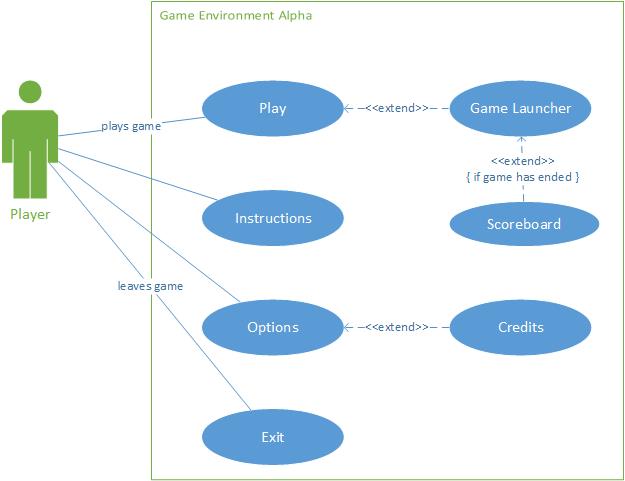 Game Environment Alpha
Play
<<extend>>
Game Launcher
plays game
<<extend>>
{ if game has ended }
Player
Instructions
Scoreboard
leaves game
Options
<<extend>>
Credits
Exit